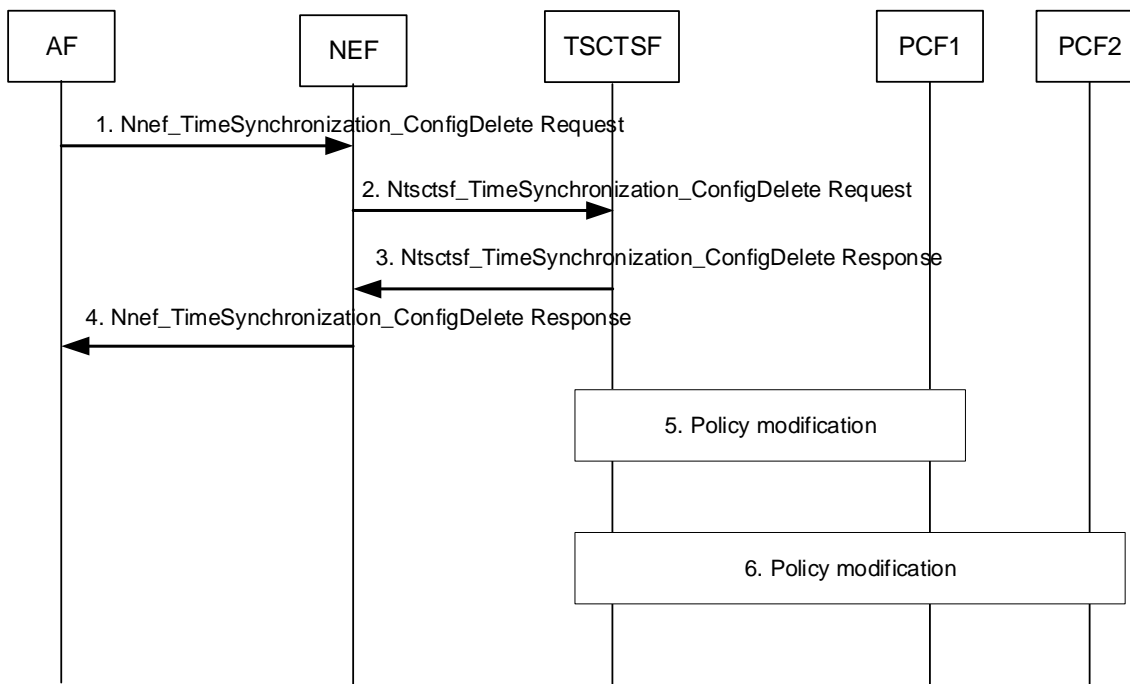 AF
NEF
TSCTSF
PCF1
PCF2
1. Nnef_TimeSynchronization_ConfigDelete Request
2. Ntsctsf_TimeSynchronization_ConfigDelete Request
3. Ntsctsf_TimeSynchronization_ConfigDelete Response
4. Nnef_TimeSynchronization_ConfigDelete Response
5. Policy modification
6. Policy modification